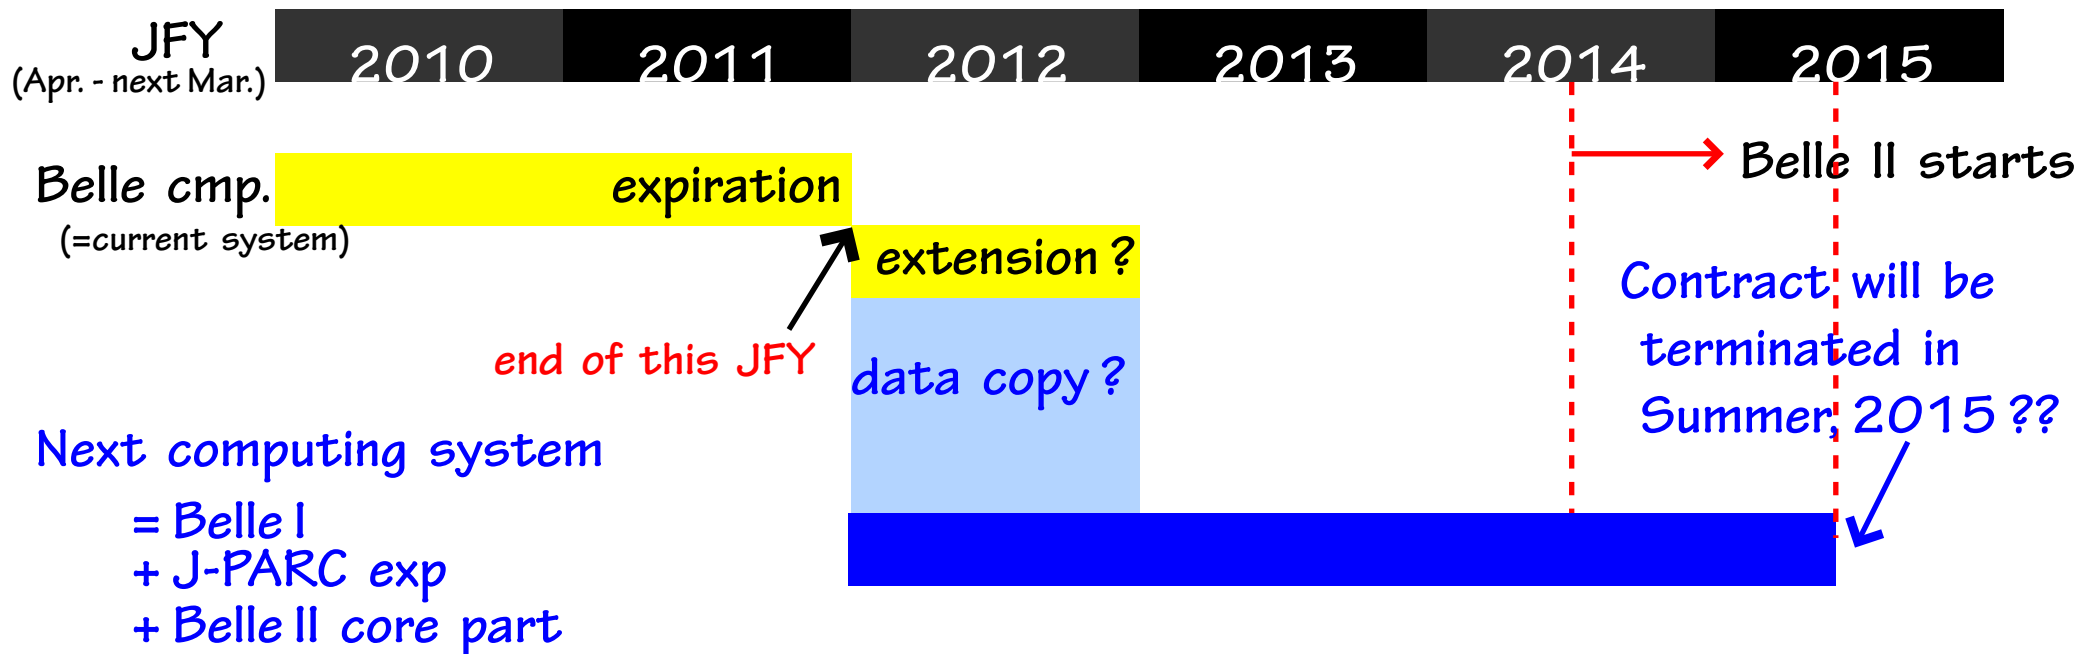 JFY 2010 2011 2012 2013 2014 2015
(Apr. - next Mar.)
Belle II starts
Belle cmp. expiration
(=current system)
extension ?
Contract will be
terminated in
Summer, 2015 ??
end of this JFY
data copy ?
Next computing system
= Belle I
+ J-PARC exp
+ Belle II core part